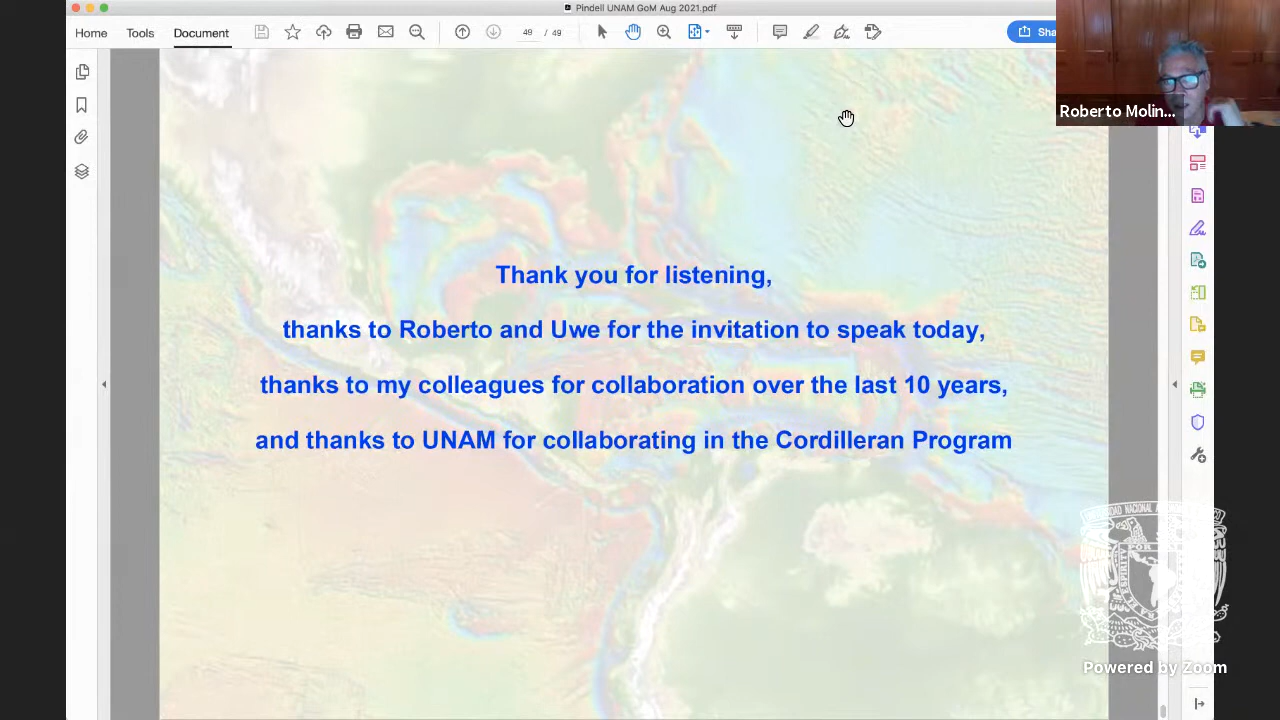 Pindell UNAM GoM Aug 2021.pdf
Home
Tools
Document
49 / 49
Sha
Roberto Molin...
Thank you for listening,
thanks to Roberto and Uwe for the invitation to speak today,
thanks to my colleagues for collaboration over the last 10 years,
and thanks to UNAM for collaborating in the Cordilleran Program
Powered by Zoom